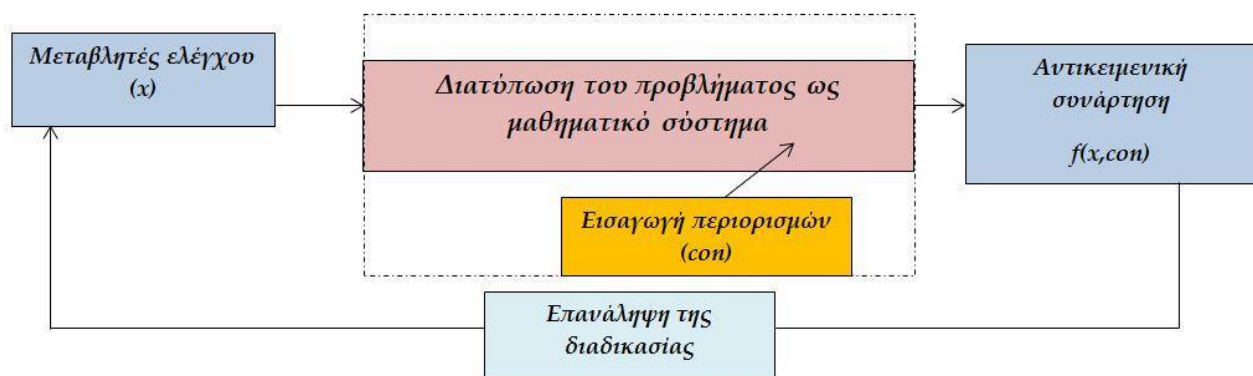 Μεταβλητές ελέγχου
(x)
Διατύπωση του προβλήματος ως
μαθηματικό σύστημα
Αντικειμενική
συνάρτηση
f(x,con)
Εισαγωγή περιορισμών
(con)
Επανάληψη της
διαδικασίας